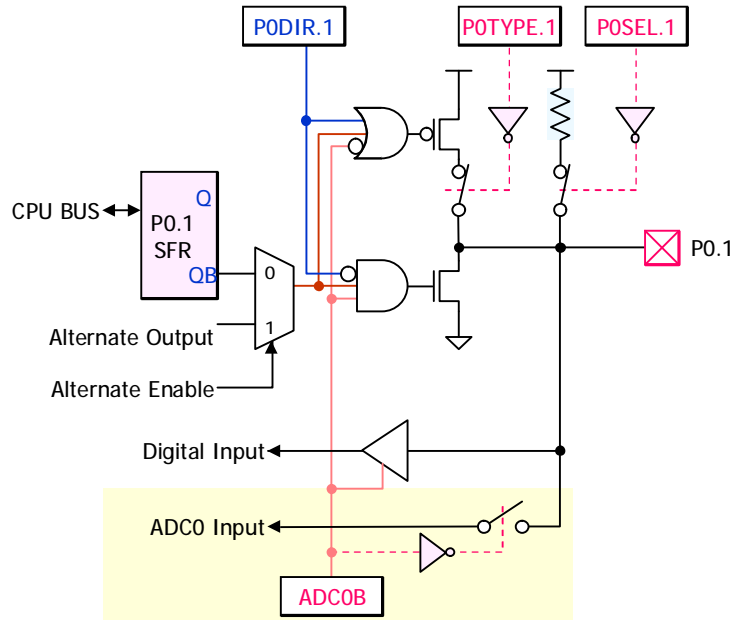 P0DIR.1
P0TYPE.1
P0SEL.1
Q
CPU BUS
P0.1
SFR
P0.1
QB
0
1
Alternate Output
Alternate Enable
Digital Input
ADC0 Input
ADC0B